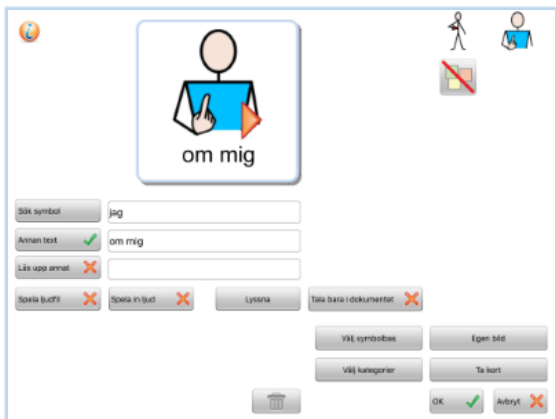 om mig
Sök symbol
jag
Annan text
om mig
Läs upp annat
Spela ljudfil
Spela in ljud
Lyssna
Tala bara i dokumentet
Välj symbolbas
Egen bild
Välj kategorier
Ta kort
OK
Avbryt